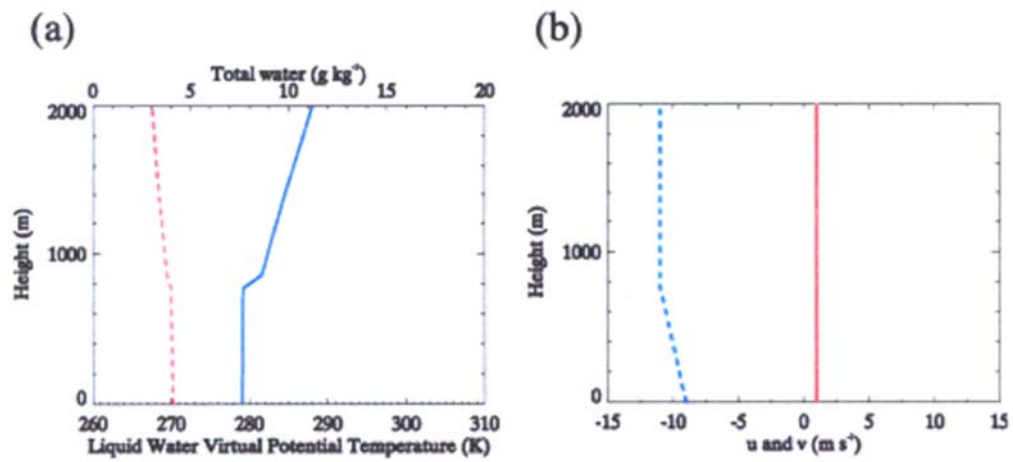 (a)
(b)
Total water (g kg⁻¹)
0 5 10 15 20
2000
1000
0
Height (m)
260 270 280 290 300 310
Liquid Water Virtual Potential Temperature (K)
2000
1000
0
Height (m)
-15 -10 -5 0 5 10 15
u and v (m s⁻¹)